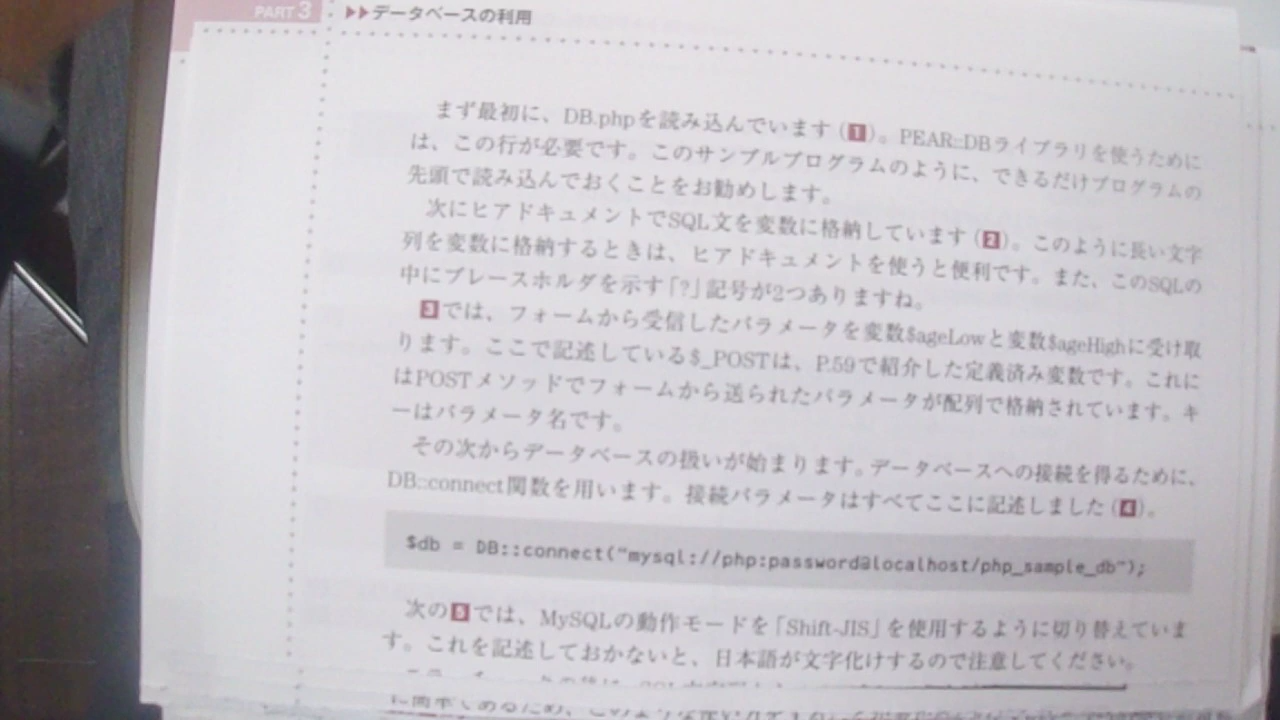 PART 3 ▶▶データベースの利用
まず最初に、DB.phpを読み込んでいます(1)。PEAR::DBライブラリを使うために
は、この行が必要です。このサンプルプログラムのように、できるだけプログラムの
先頭で読み込んでおくことをお勧めします。
次にヒアドキュメントでSQL文を変数に格納しています(2)。このように長い文字
列を変数に格納するときは、ヒアドキュメントを使うと便利です。また、このSQLの
中にプレースホルダを示す「?」記号が2つありますね。
3では、フォームから受信したパラメータを変数$ageLowと変数$ageHighに受け取
ります。ここで記述している$_POSTは、P.59で紹介した定義済み変数です。これに
はPOSTメソッドでフォームから送られたパラメータが配列で格納されています。キ
ーはパラメータ名です。
その次からデータベースの扱いが始まります。データベースへの接続を得るために、
DB::connect関数を用います。接続パラメータはすべてここに記述しました(4)。
$db = DB::connect("mysql://php:password@localhost/php_sample_db");
次の5では、MySQLの動作モードを「Shift-JIS」を使用するように切り替えていま
す。これを記述しておかないと、日本語が文字化けするので注意してください。